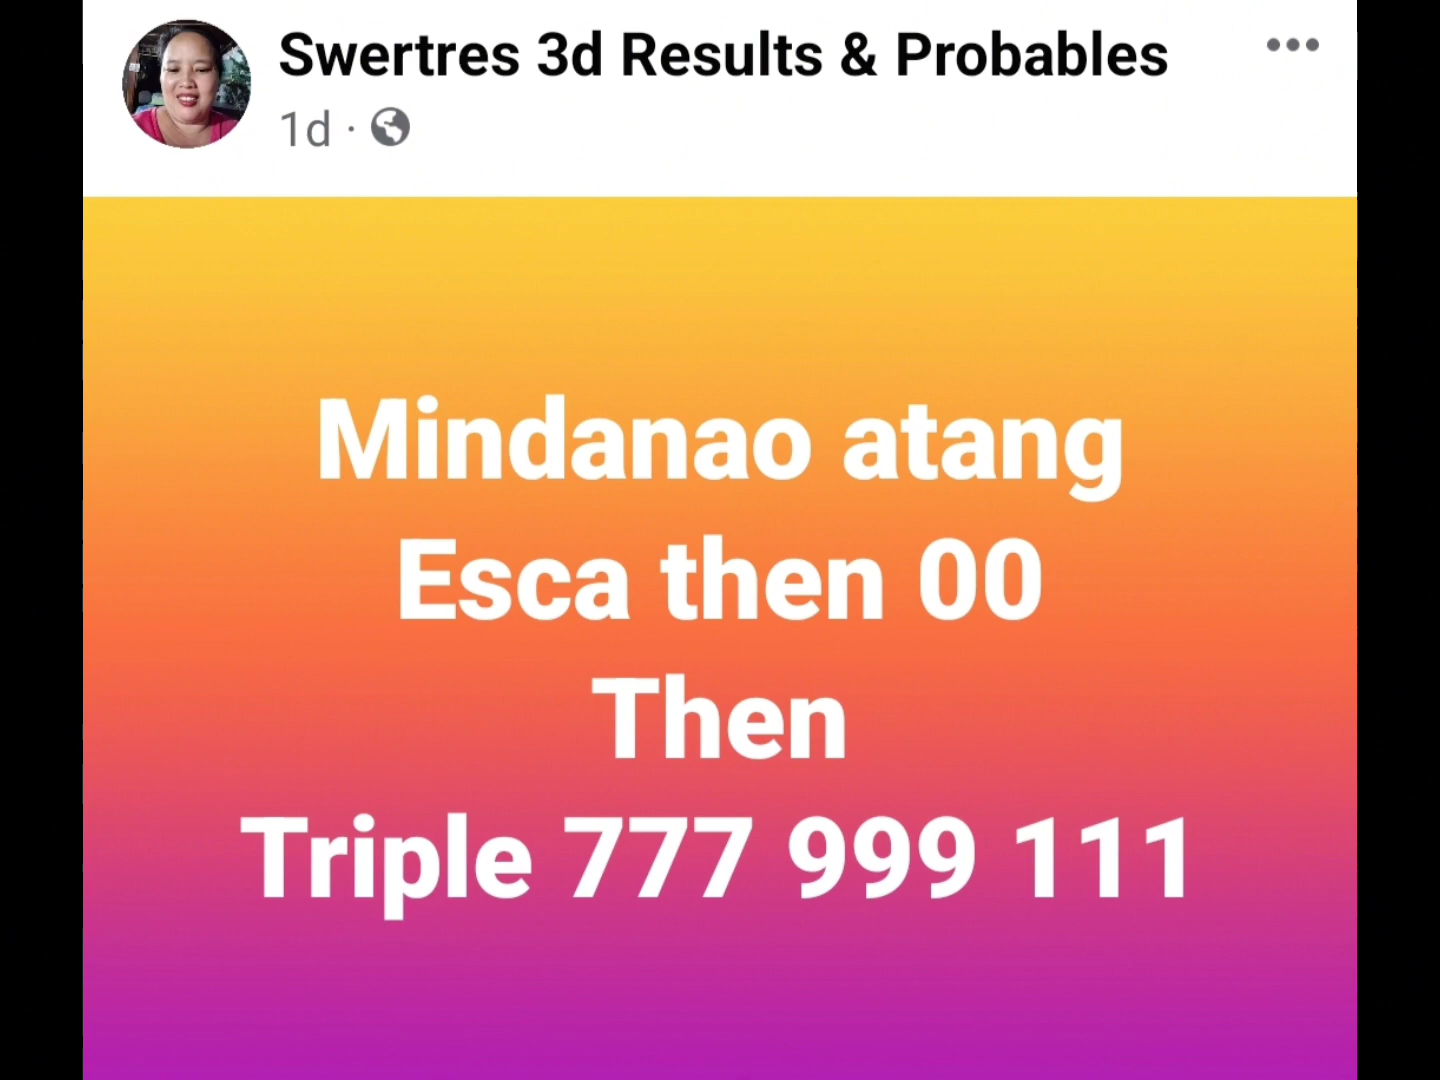 Swertres 3d Results & Probables
1d ·
Mindanao atang
Esca then 00
Then
Triple 777 999 111